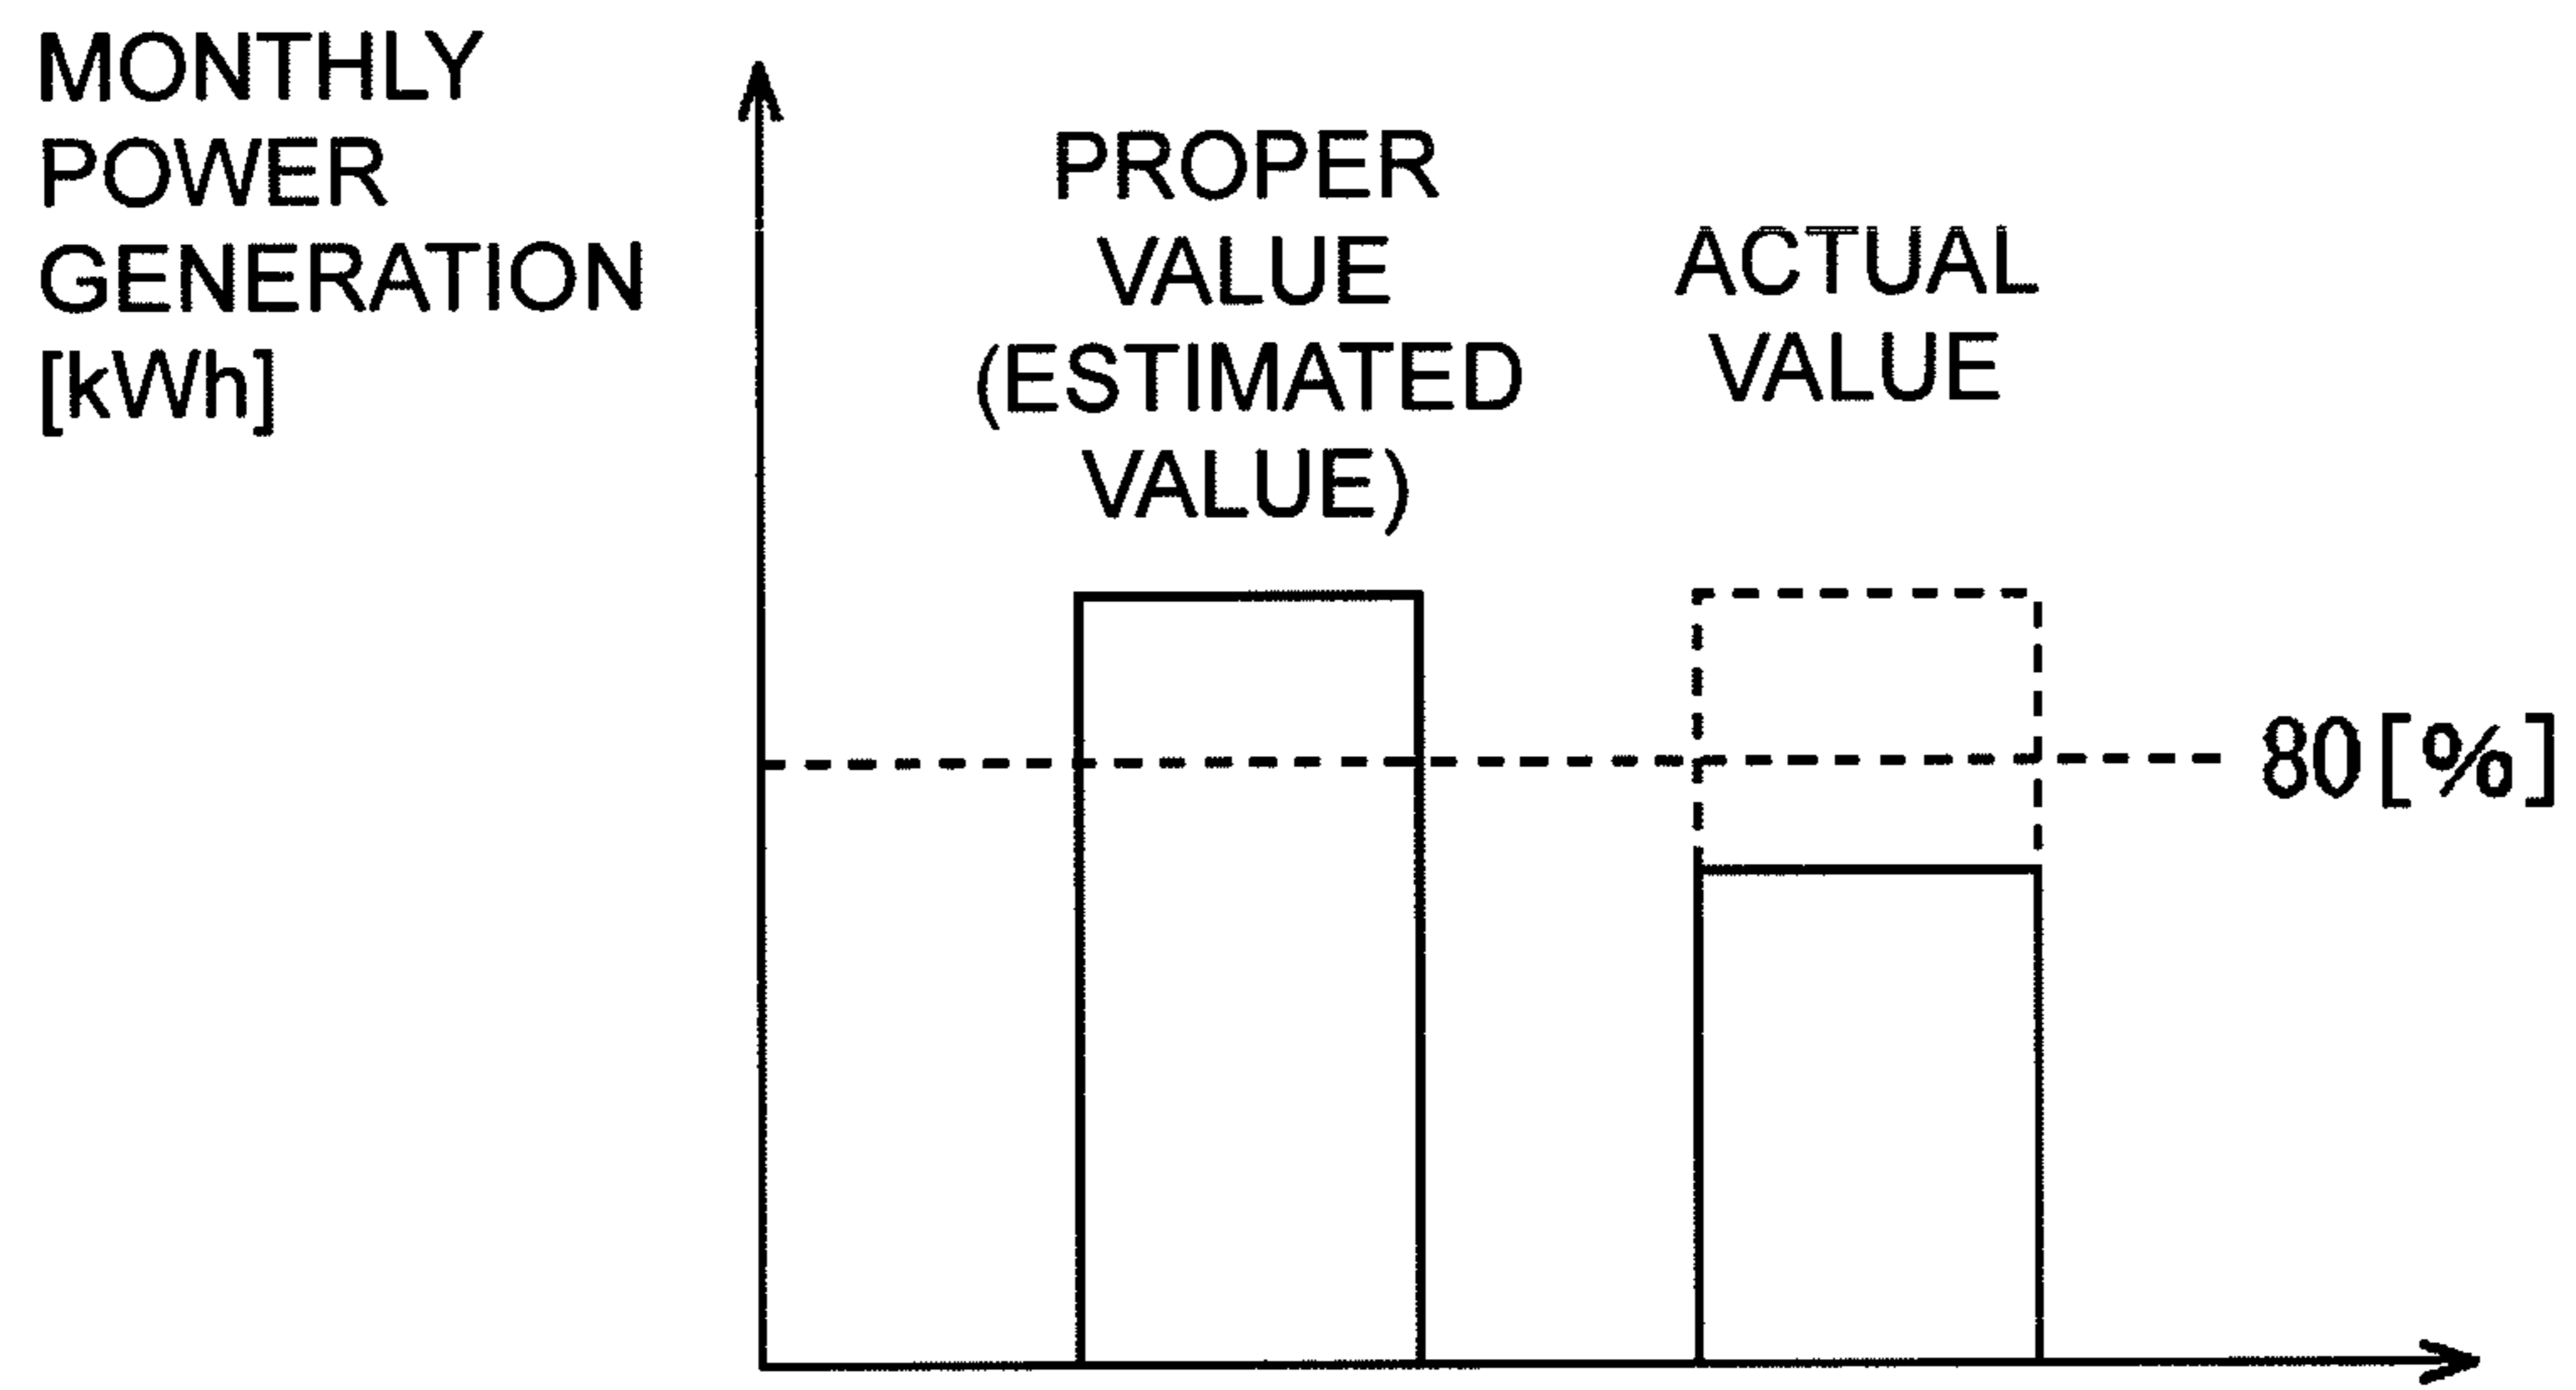 MONTHLY
POWER
GENERATION
[kWh]
PROPER
VALUE
(ESTIMATED
VALUE)
ACTUAL
VALUE
80[%]